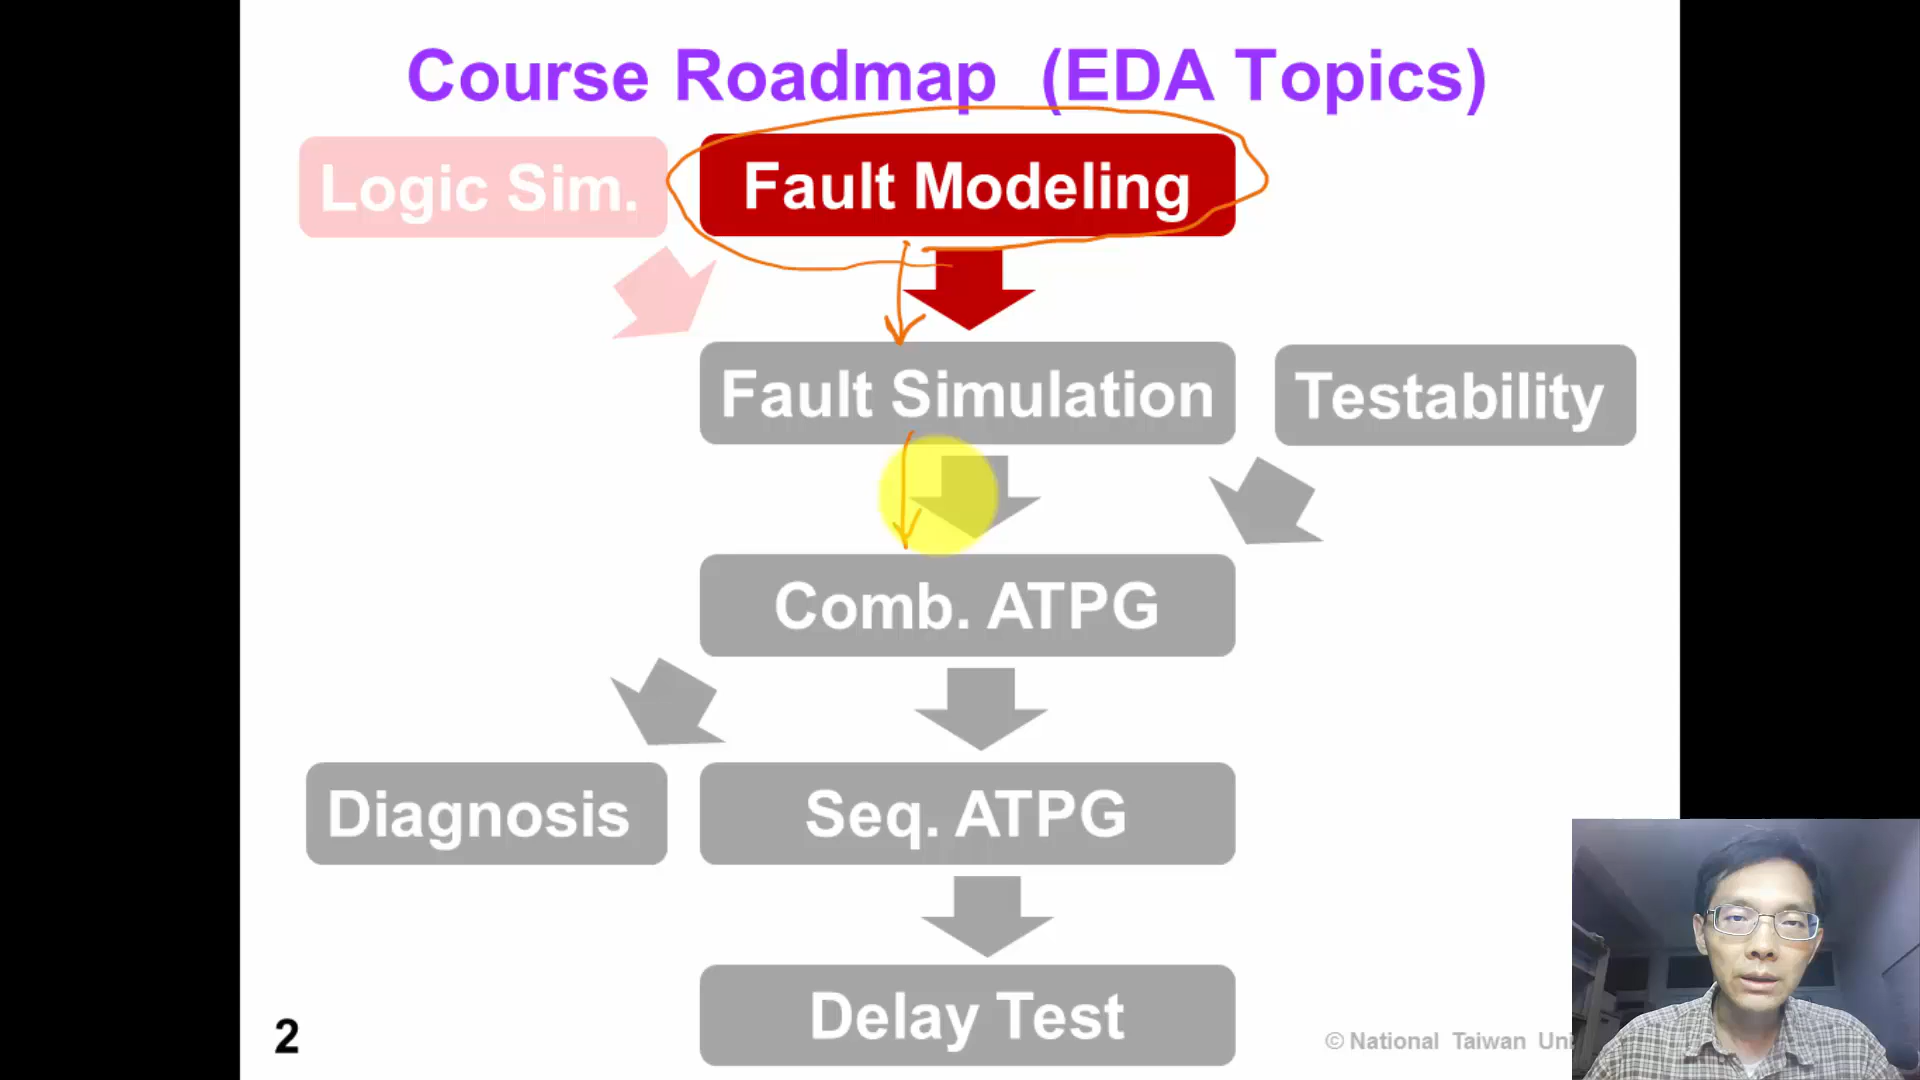 Course Roadmap (EDA Topics)
Logic Sim.
Fault Modeling
Fault Simulation
Testability
Comb. ATPG
Diagnosis
Seq. ATPG
Delay Test
2
© National Taiwan